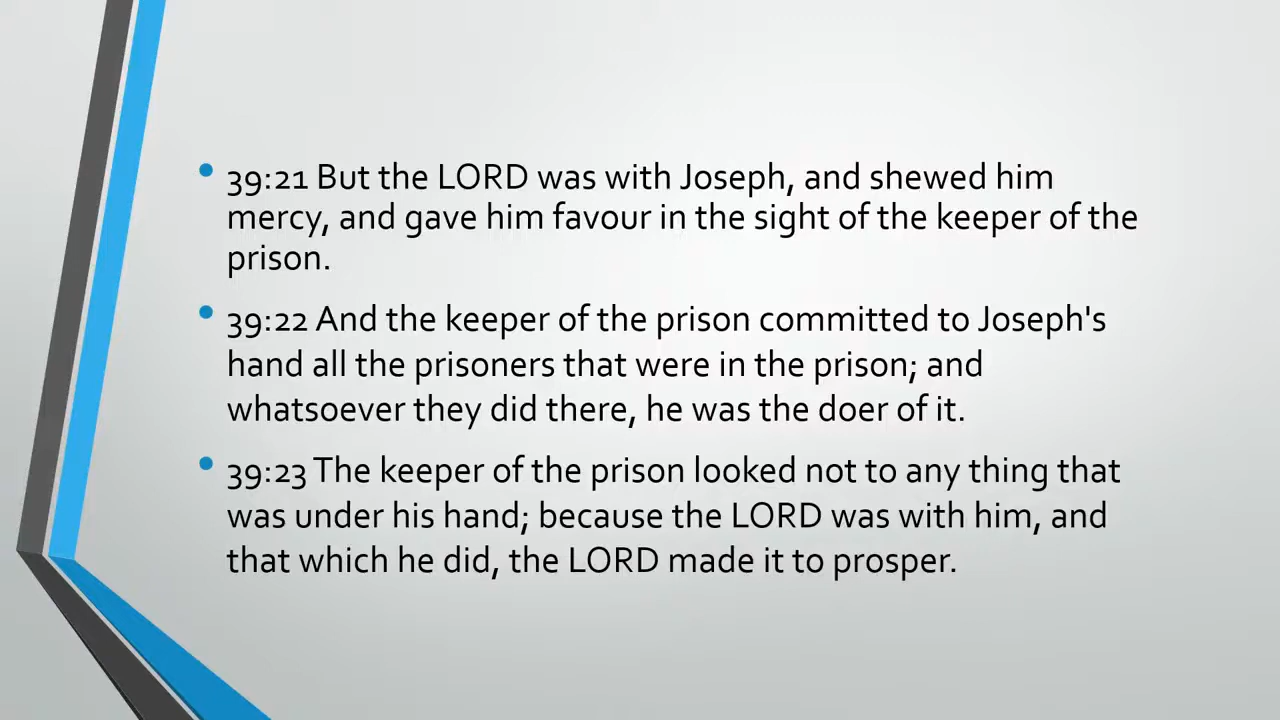 • 39:21 But the LORD was with Joseph, and shewed him
mercy, and gave him favour in the sight of the keeper of the
prison.
• 39:22 And the keeper of the prison committed to Joseph's
hand all the prisoners that were in the prison; and
whatsoever they did there, he was the doer of it.
• 39:23 The keeper of the prison looked not to any thing that
was under his hand; because the LORD was with him, and
that which he did, the LORD made it to prosper.